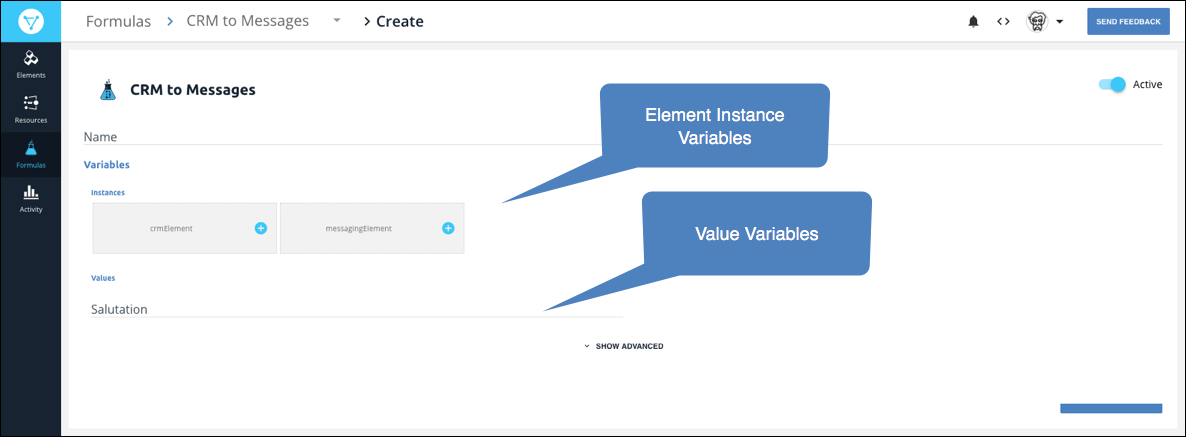 Formulas > CRM to Messages > Create
SEND FEEDBACK
Elements
Resources
Formulas
Activity
CRM to Messages
Active
Name
Variables
Instances
crmElement
messagingElement
Element Instance
Variables
Values
Value Variables
Salutation
SHOW ADVANCED